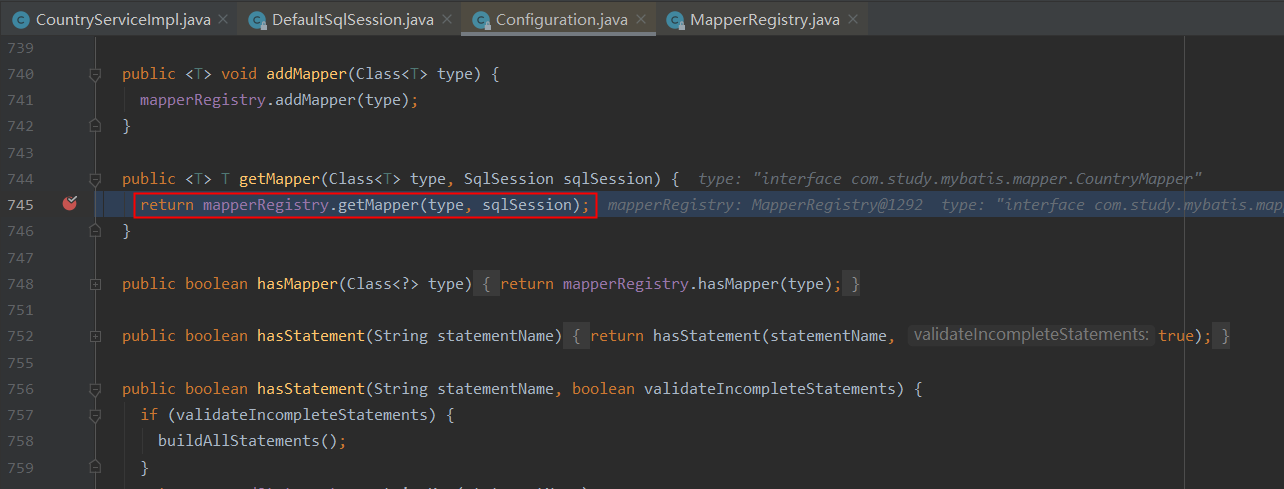 CountryServiceImpl.java × DefaultSqlSession.java × Configuration.java × MapperRegistry.java ×
739
740 public <T> void addMapper(Class<T> type) {
741 mapperRegistry.addMapper(type);
742 }
743
744 public <T> T getMapper(Class<T> type, SqlSession sqlSession) { type: "interface com.study.mybatis.mapper.CountryMapper"
745 return mapperRegistry.getMapper(type, sqlSession); mapperRegistry: MapperRegistry@1292 type: "interface com.study.mybatis.mapp
746 }
747
748 public boolean hasMapper(Class<?> type) { return mapperRegistry.hasMapper(type); }
751
752 public boolean hasStatement(String statementName) { return hasStatement(statementName, validateIncompleteStatements: true); }
755
756 public boolean hasStatement(String statementName, boolean validateIncompleteStatements) {
757 if (validateIncompleteStatements) {
758 buildAllStatements();
759 }